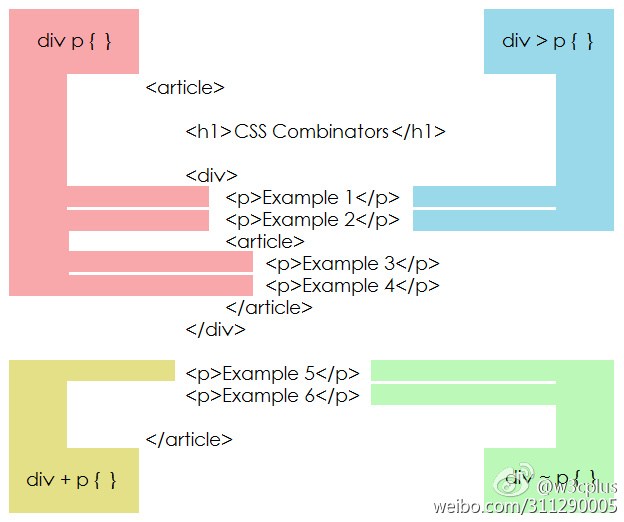 div p { }
div > p { }
<article>
<h1>CSS Combinators</h1>
<div>
<p>Example 1</p>
<p>Example 2</p>
<article>
<p>Example 3</p>
<p>Example 4</p>
</article>
</div>
<p>Example 5</p>
<p>Example 6</p>
</article>
div + p { }
div ~ p { }
@w3cplus
weibo.com/311290005